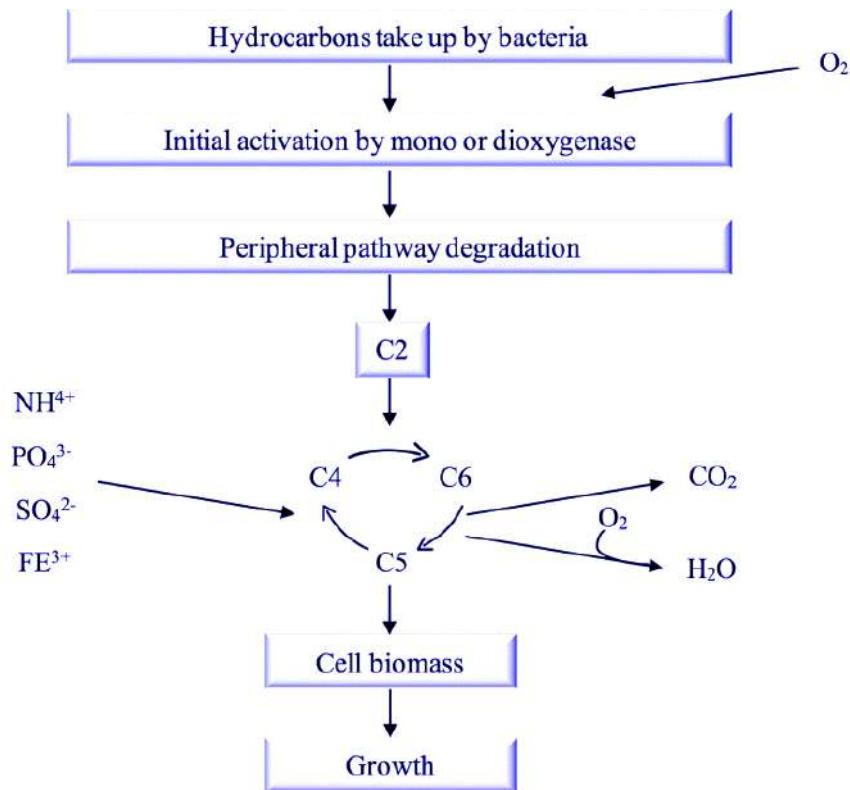 Hydrocarbons take up by bacteria
O₂
Initial activation by mono or dioxygenase
Peripheral pathway degradation
C2
NH⁴⁺
PO₄³⁻
SO₄²⁻
FE³⁺
C4
C6
C5
CO₂
O₂
H₂O
Cell biomass
Growth